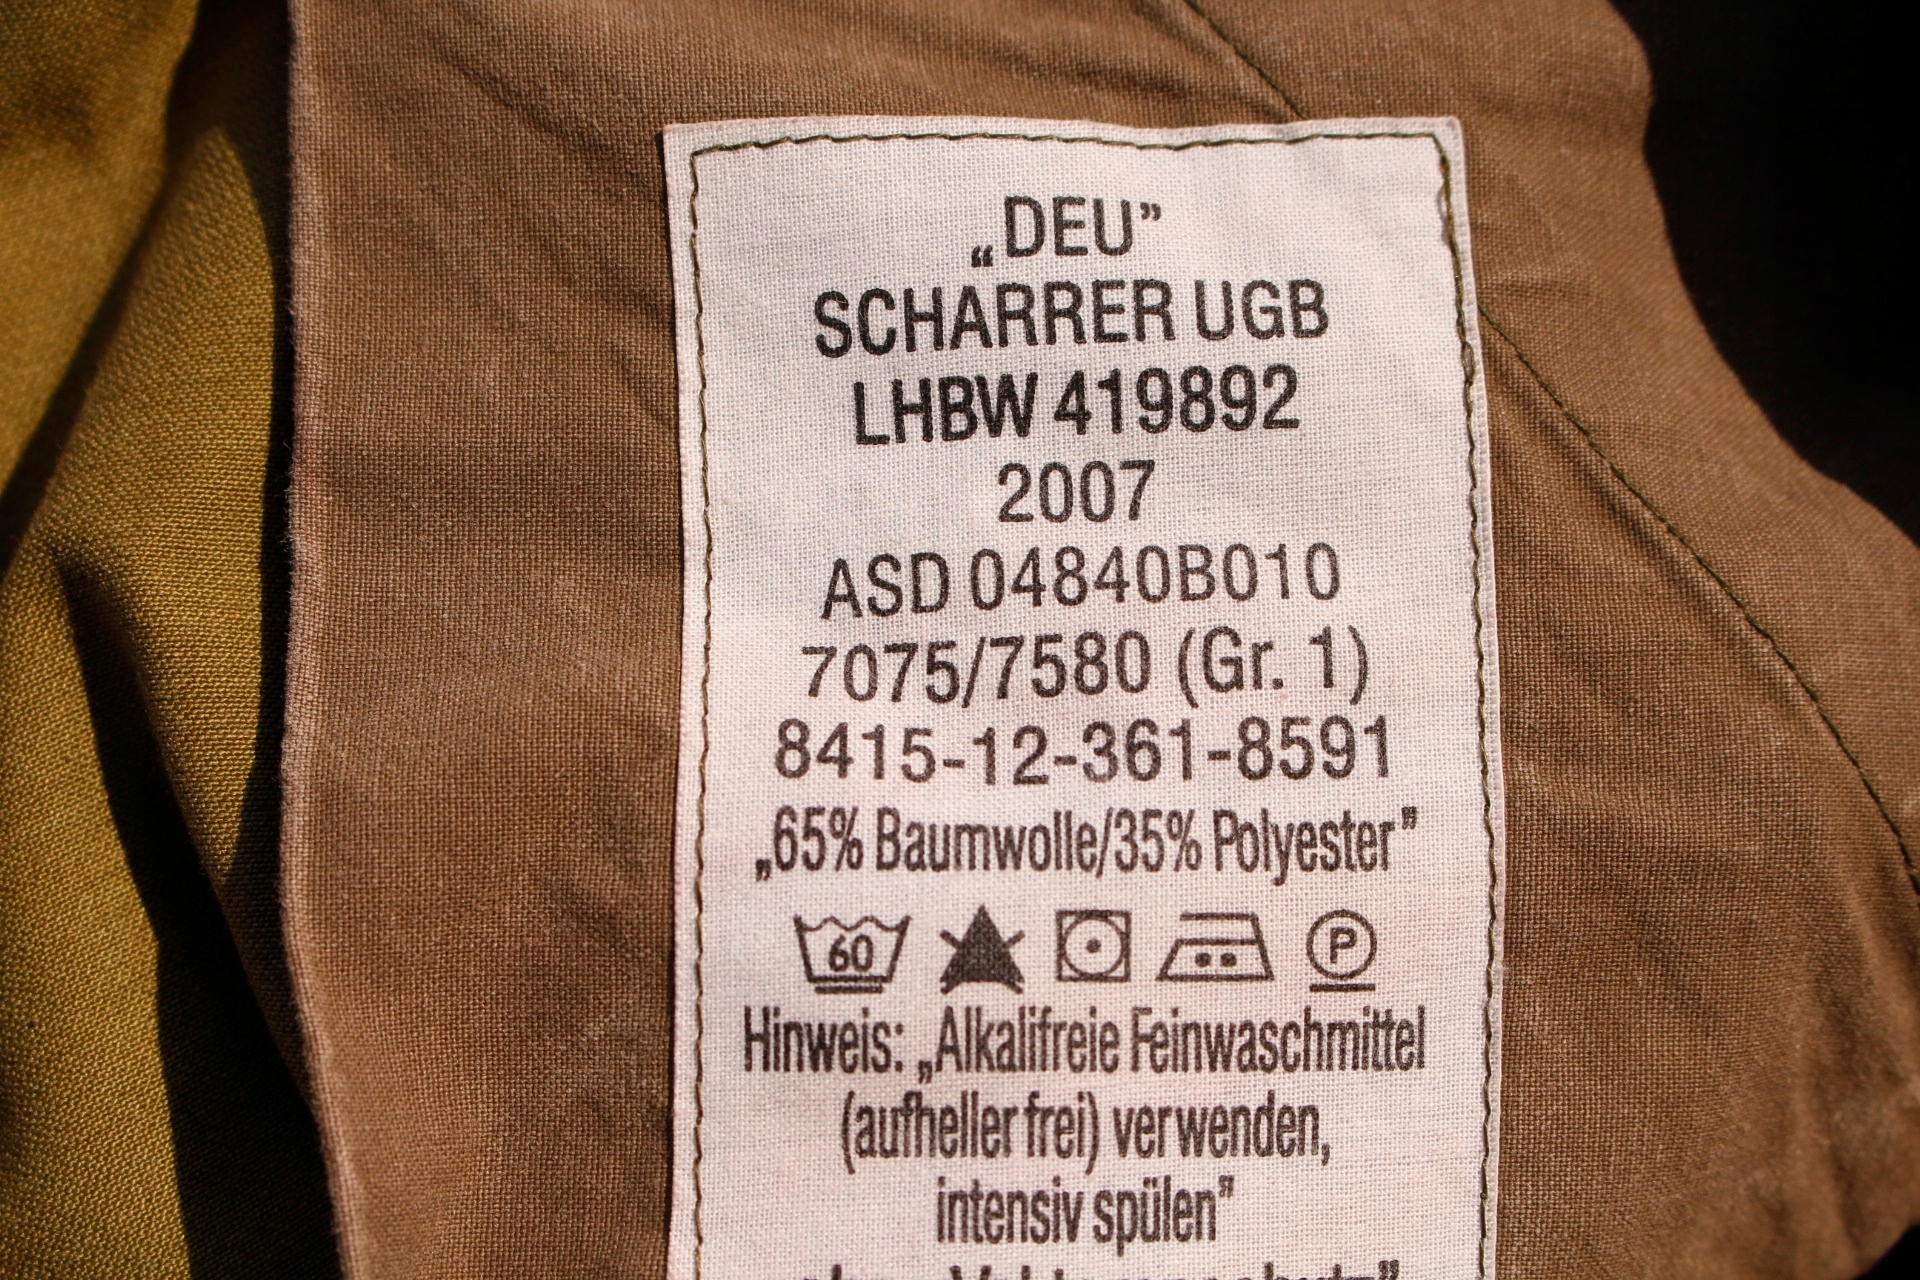 „DEU”
SCHARRER UGB
LHBW 419892
2007
ASD 04840B010
7075/7580 (Gr. 1)
8415-12-361-8591
„65% Baumwolle/35% Polyester”
60 P
Hinweis: „Alkalifreie Feinwaschmittel
(aufheller frei) verwenden,
intensiv spülen”